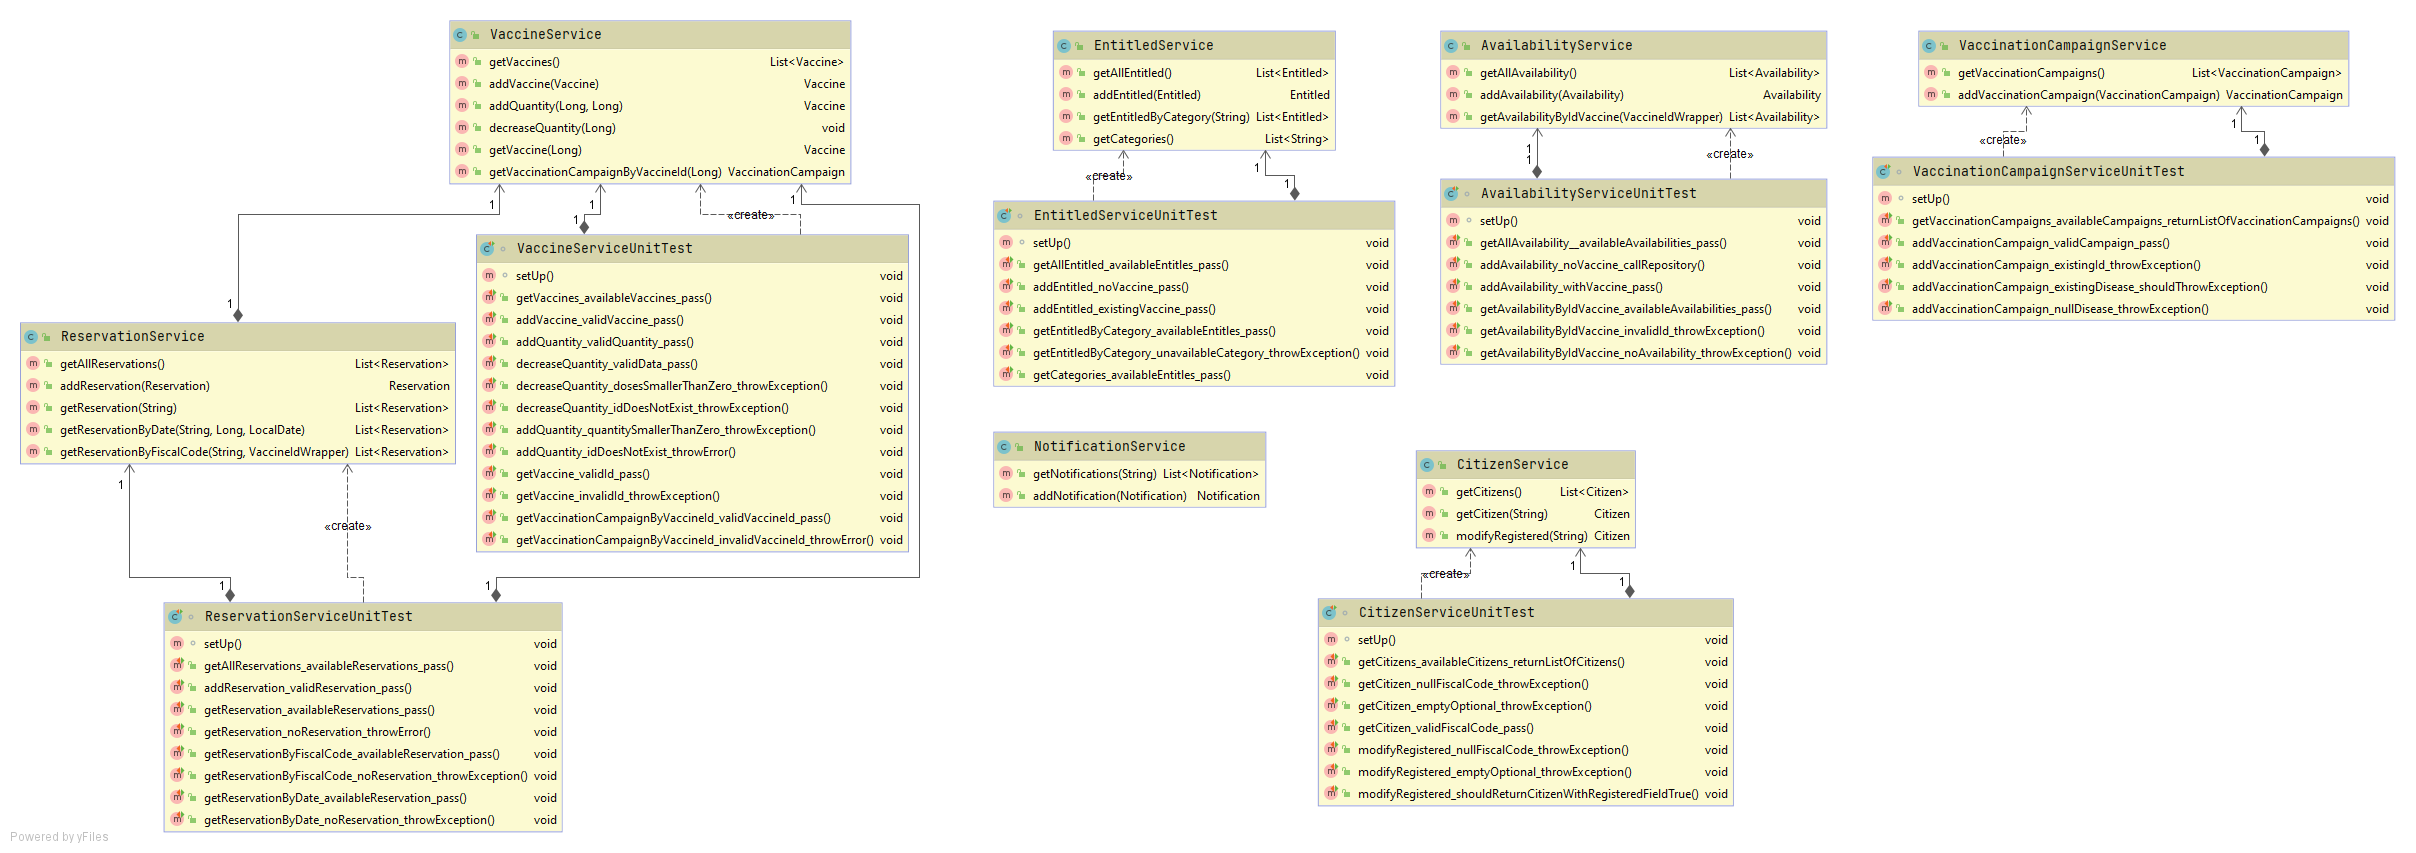 VaccineService
getVaccines() List<Vaccine>
addVaccine(Vaccine) Vaccine
addQuantity(Long, Long) Vaccine
decreaseQuantity(Long) void
getVaccine(Long) Vaccine
getVaccinationCampaignByVaccineId(Long) VaccinationCampaign
1
1
1
1
«create»
1
VaccineServiceUnitTest
setUp() void
getVaccines_availableVaccines_pass() void
addVaccine_validVaccine_pass() void
addQuantity_validQuantity_pass() void
decreaseQuantity_validData_pass() void
decreaseQuantity_dosesSmallerThanZero_throwException() void
decreaseQuantity_idDoesNotExist_throwException() void
addQuantity_quantitySmallerThanZero_throwException() void
addQuantity_idDoesNotExist_throwError() void
getVaccine_validId_pass() void
getVaccine_invalidId_throwException() void
getVaccinationCampaignByVaccineId_validVaccineId_pass() void
getVaccinationCampaignByVaccineId_invalidVaccineId_throwError() void
ReservationService
getAllReservations() List<Reservation>
addReservation(Reservation) Reservation
getReservation(String) List<Reservation>
getReservationByDate(String, Long, LocalDate) List<Reservation>
getReservationByFiscalCode(String, VaccineIdWrapper) List<Reservation>
1
«create»
1
1
ReservationServiceUnitTest
setUp() void
getAllReservations_availableReservations_pass() void
addReservation_validReservation_pass() void
getReservation_availableReservations_pass() void
getReservation_noReservation_throwError() void
getReservationByFiscalCode_availableReservation_pass() void
getReservationByFiscalCode_noReservation_throwException() void
getReservationByDate_availableReservation_pass() void
getReservationByDate_noReservation_throwException() void
EntitledService
getAllEntitled() List<Entitled>
addEntitled(Entitled) Entitled
getEntitledByCategory(String) List<Entitled>
getCategories() List<String>
«create»
1
1
EntitledServiceUnitTest
setUp() void
getAllEntitled_availableEntitles_pass() void
addEntitled_noVaccine_pass() void
addEntitled_existingVaccine_pass() void
getEntitledByCategory_availableEntitles_pass() void
getEntitledByCategory_unavailableCategory_throwException() void
getCategories_availableEntitles_pass() void
AvailabilityService
getAllAvailability() List<Availability>
addAvailability(Availability) Availability
getAvailabilityByIdVaccine(VaccineIdWrapper) List<Availability>
1
1
«create»
AvailabilityServiceUnitTest
setUp() void
getAllAvailability__availableAvailabilities_pass() void
addAvailability_noVaccine_callRepository() void
addAvailability_withVaccine_pass() void
getAvailabilityByIdVaccine_availableAvailabilities_pass() void
getAvailabilityByIdVaccine_invalidId_throwException() void
getAvailabilityByIdVaccine_noAvailability_throwException() void
VaccinationCampaignService
getVaccinationCampaigns() List<VaccinationCampaign>
addVaccinationCampaign(VaccinationCampaign) VaccinationCampaign
«create»
1
1
VaccinationCampaignServiceUnitTest
setUp() void
getVaccinationCampaigns_availableCampaigns_returnListOfVaccinationCampaigns() void
addVaccinationCampaign_validCampaign_pass() void
addVaccinationCampaign_existingId_throwException() void
addVaccinationCampaign_existingDisease_shouldThrowException() void
addVaccinationCampaign_nullDisease_throwException() void
NotificationService
getNotifications(String) List<Notification>
addNotification(Notification) Notification
CitizenService
getCitizens() List<Citizen>
getCitizen(String) Citizen
modifyRegistered(String) Citizen
«create»
1
1
CitizenServiceUnitTest
setUp() void
getCitizens_availableCitizens_returnListOfCitizens() void
getCitizen_nullFiscalCode_throwException() void
getCitizen_emptyOptional_throwException() void
getCitizen_validFiscalCode_pass() void
modifyRegistered_nullFiscalCode_throwException() void
modifyRegistered_emptyOptional_throwException() void
modifyRegistered_shouldReturnCitizenWithRegisteredFieldTrue() void
Powered by yFiles